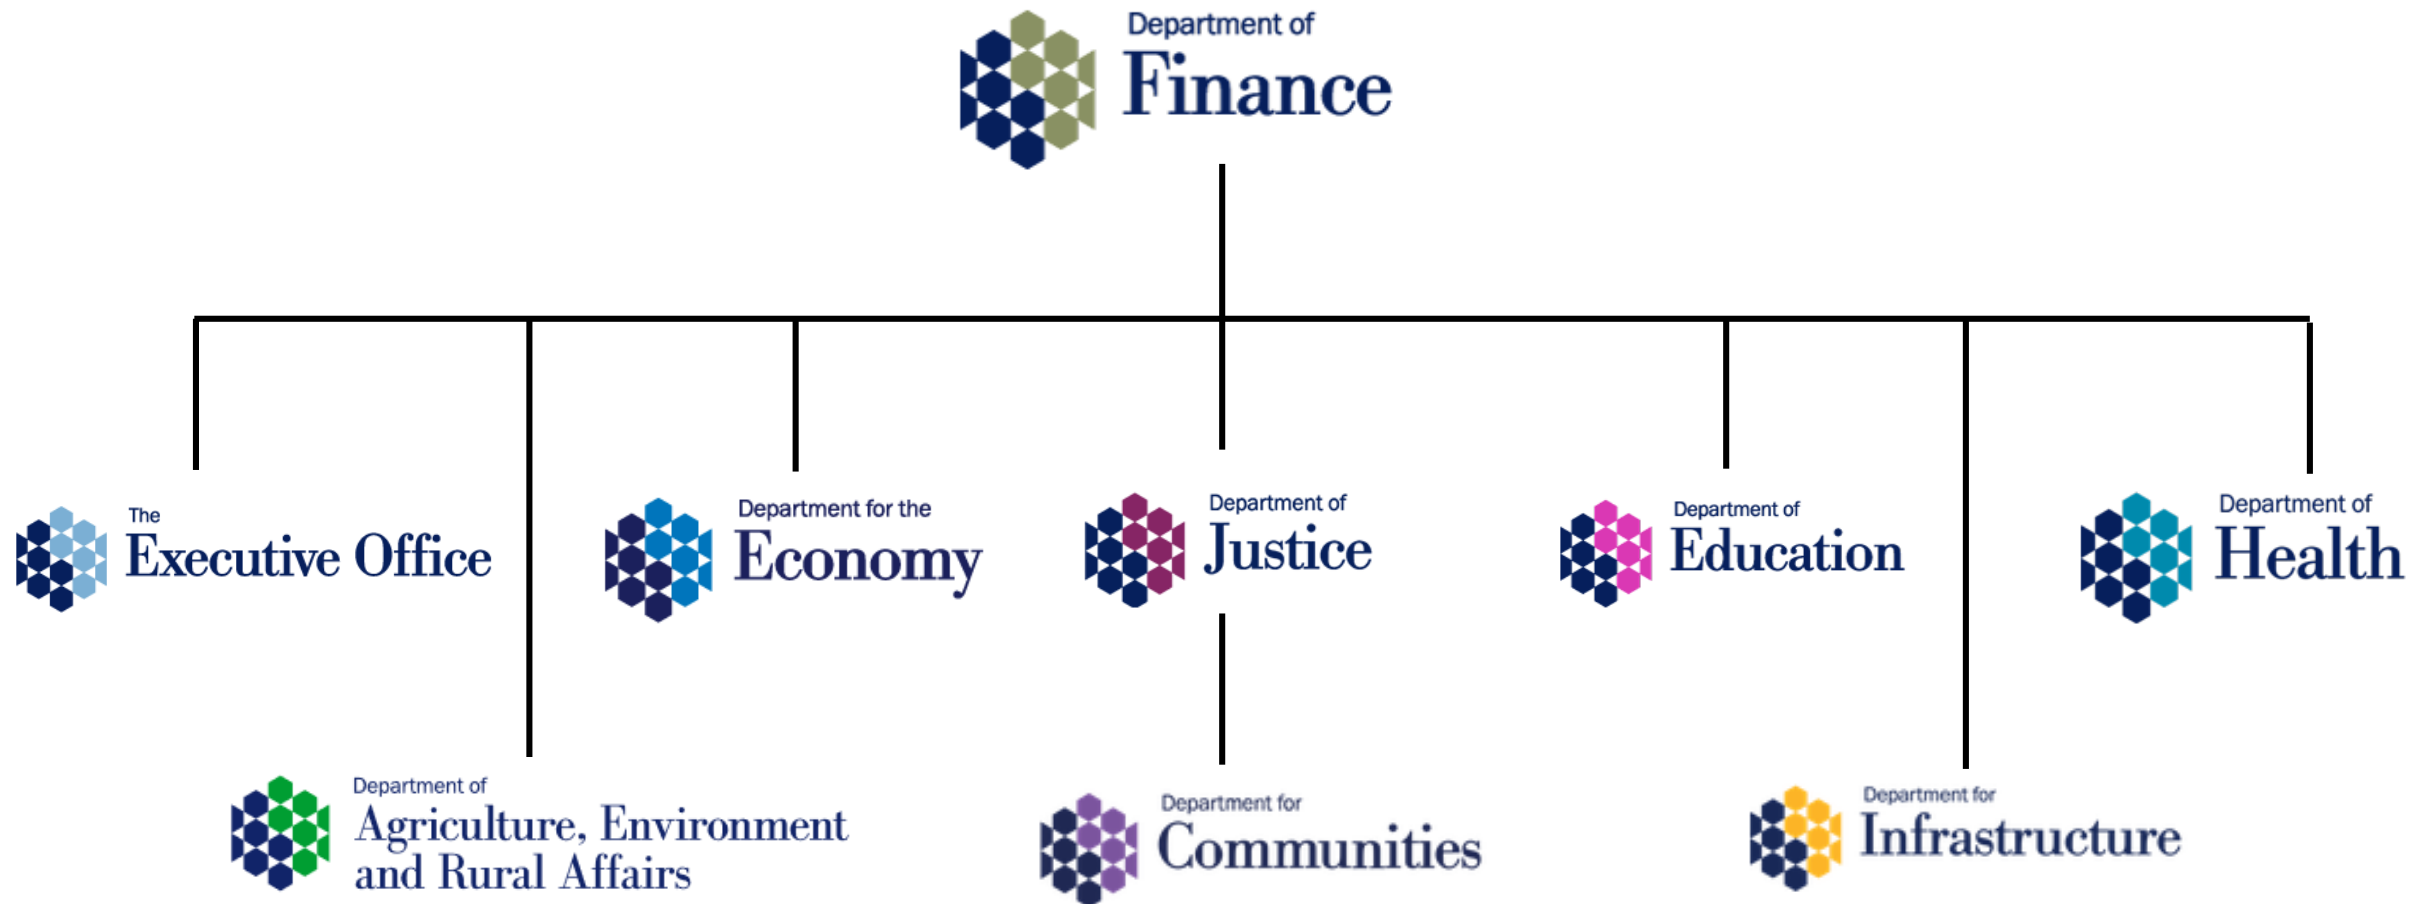 Department of
Finance
The
Executive Office
Department for the
Economy
Department of
Justice
Department of
Education
Department of
Health
Department of
Agriculture, Environment
and Rural Affairs
Department for
Communities
Department for
Infrastructure